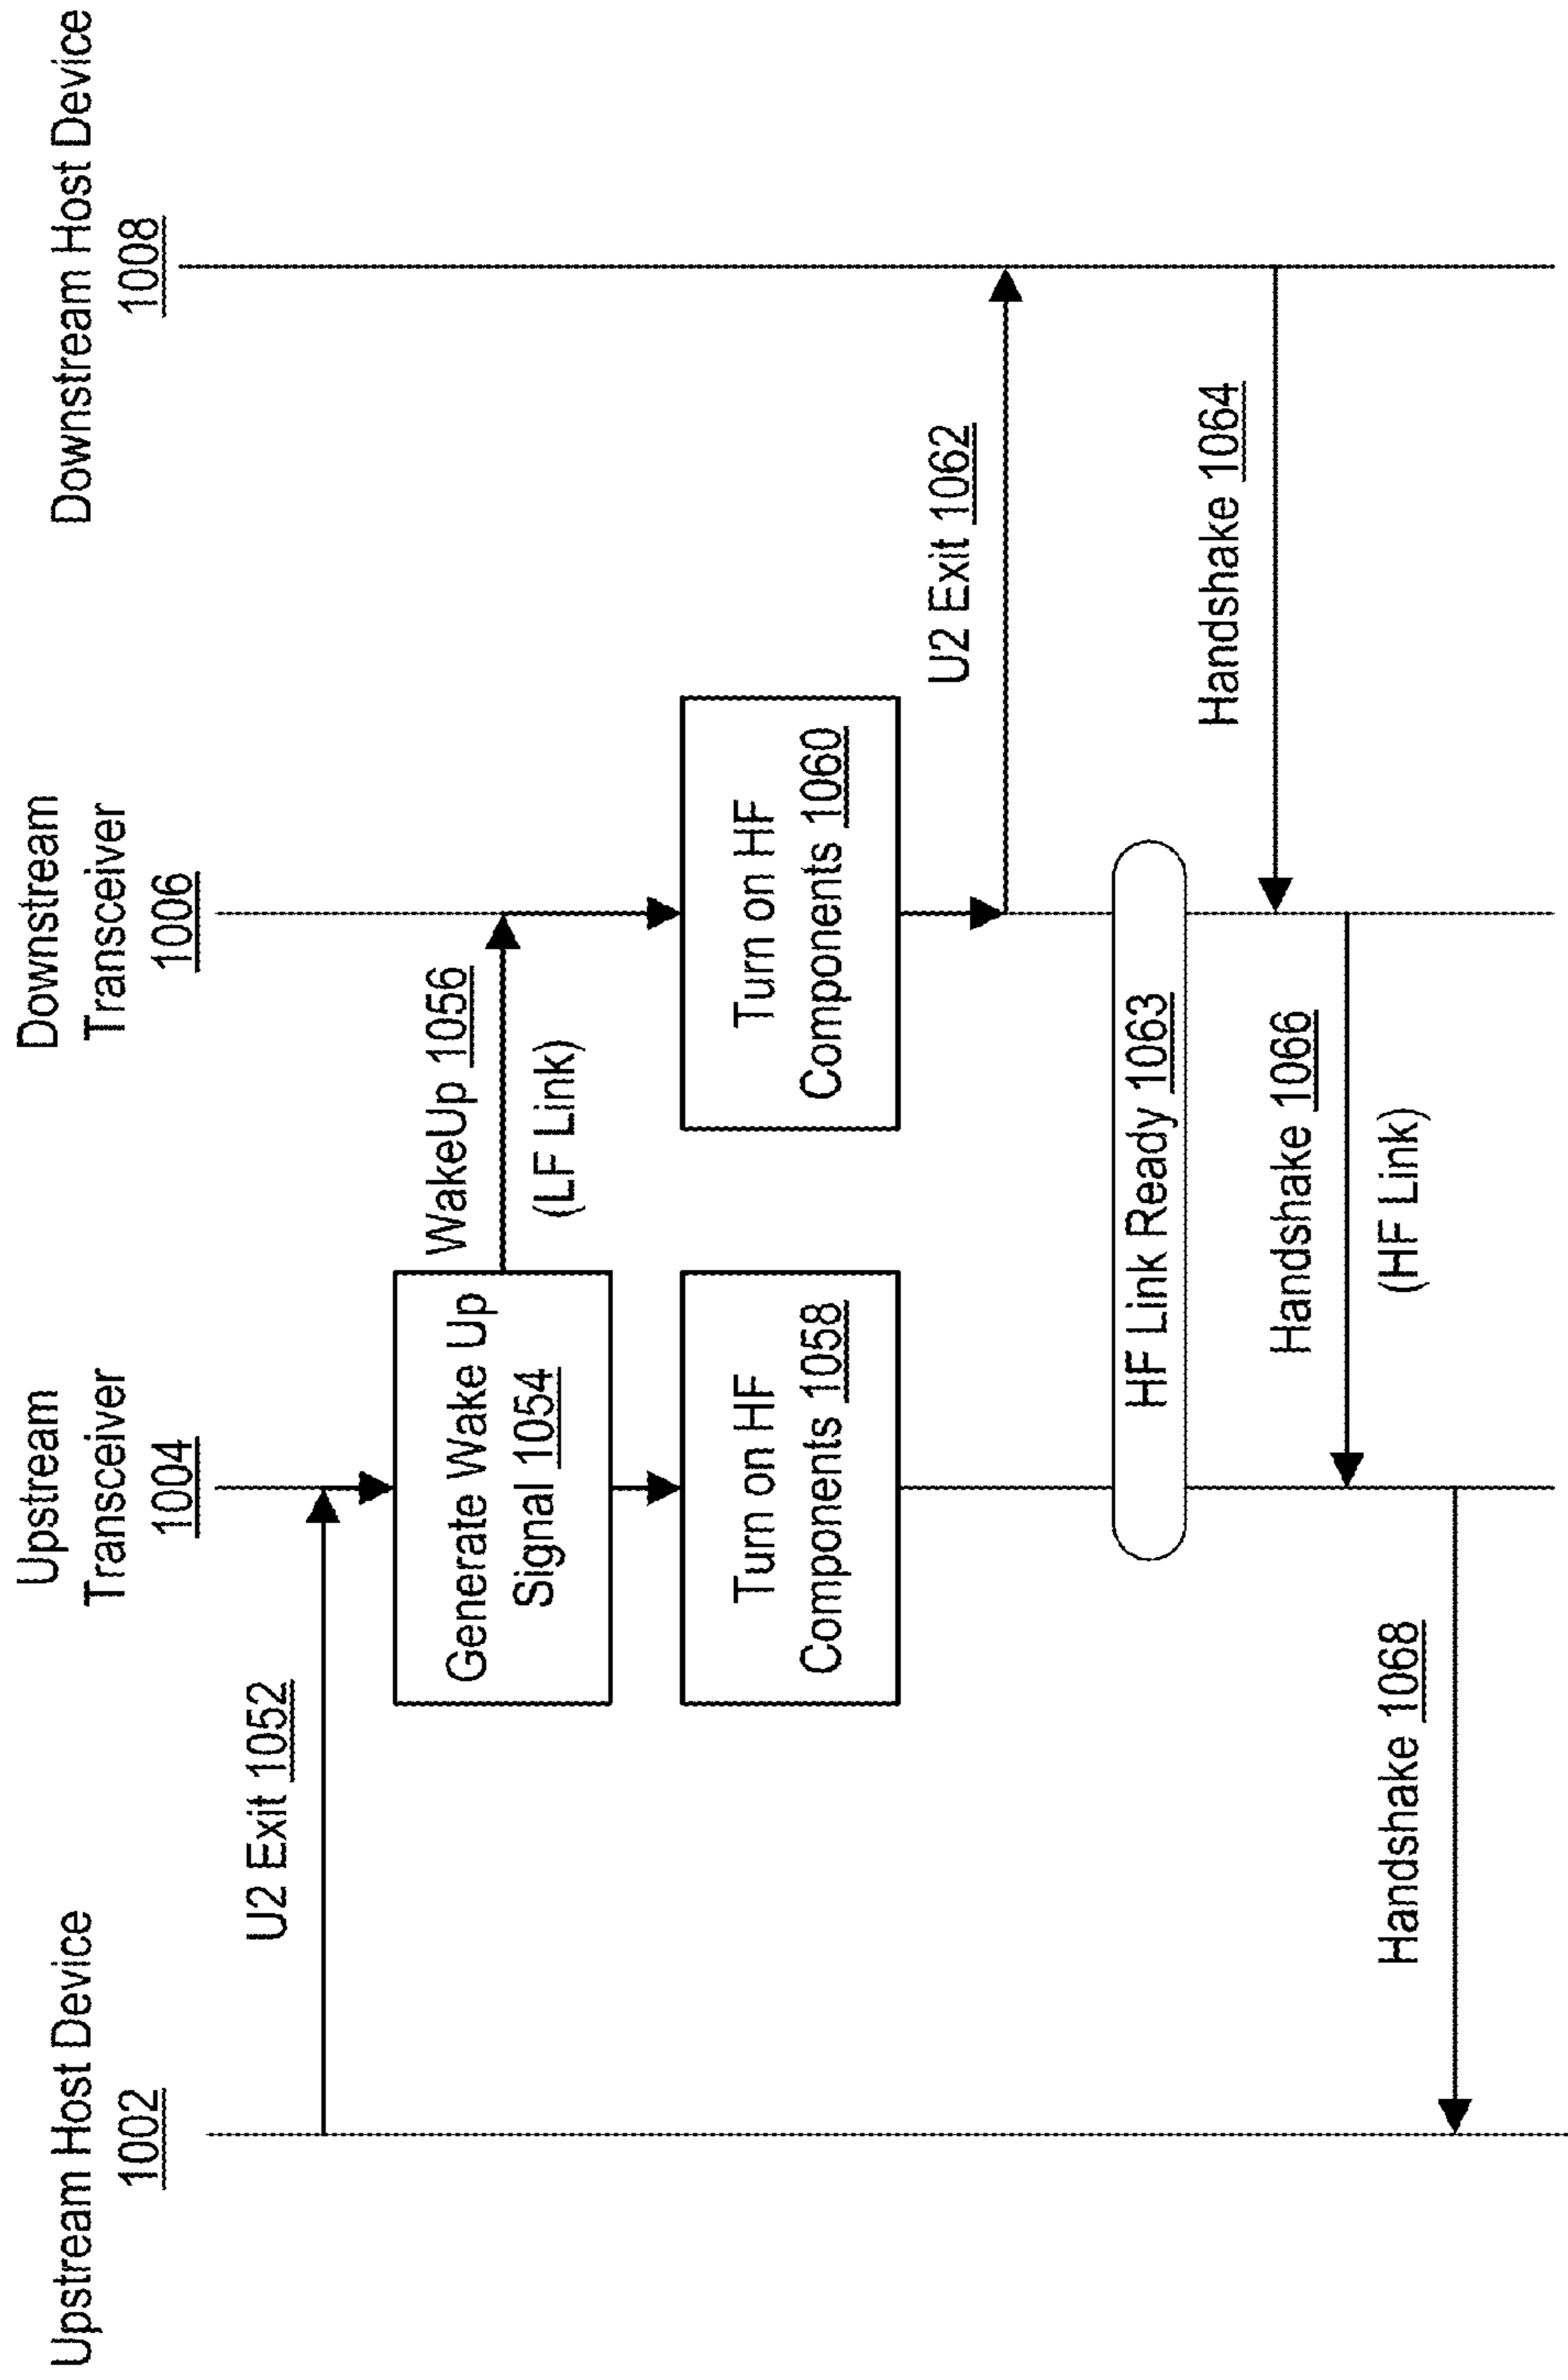 Upstream Host Device
1002
Upstream
Transceiver
1004
Downstream
Transceiver
1006
Downstream Host Device
1008
U2 Exit 1052
Generate Wake Up
Signal 1054
WakeUp 1056
(LF Link)
Turn on HF
Components 1058
Turn on HF
Components 1060
U2 Exit 1062
HF Link Ready 1063
Handshake 1064
Handshake 1066
(HF Link)
Handshake 1068